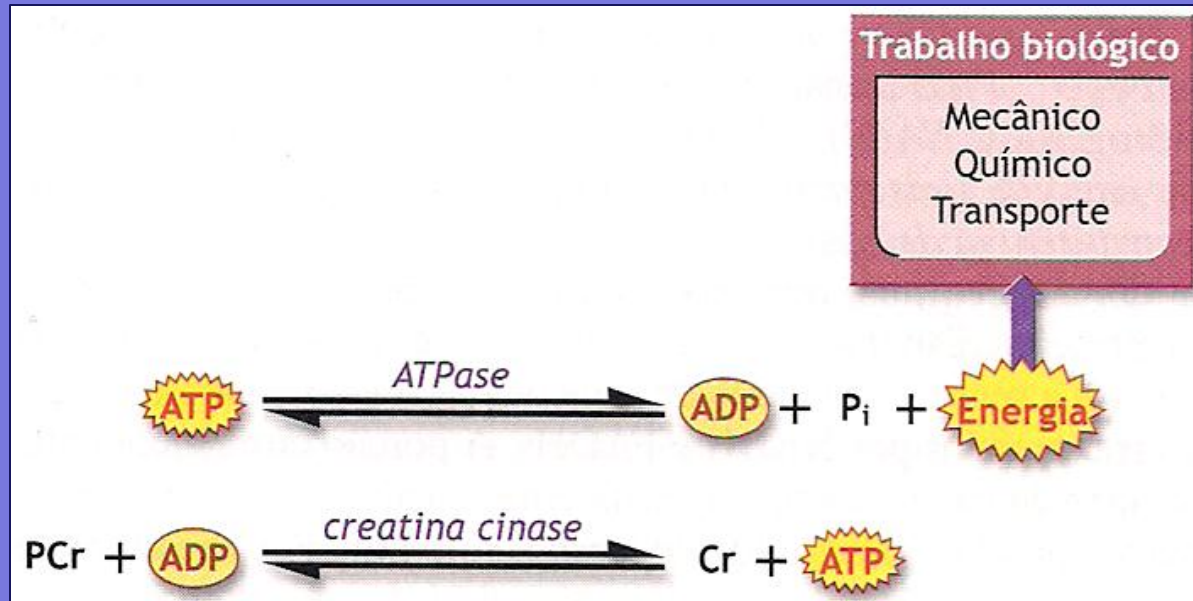 Trabalho biológico
Mecânico
Químico
Transporte
ATP ATPase ADP + Pi + Energia
PCr + ADP creatina cinase Cr + ATP